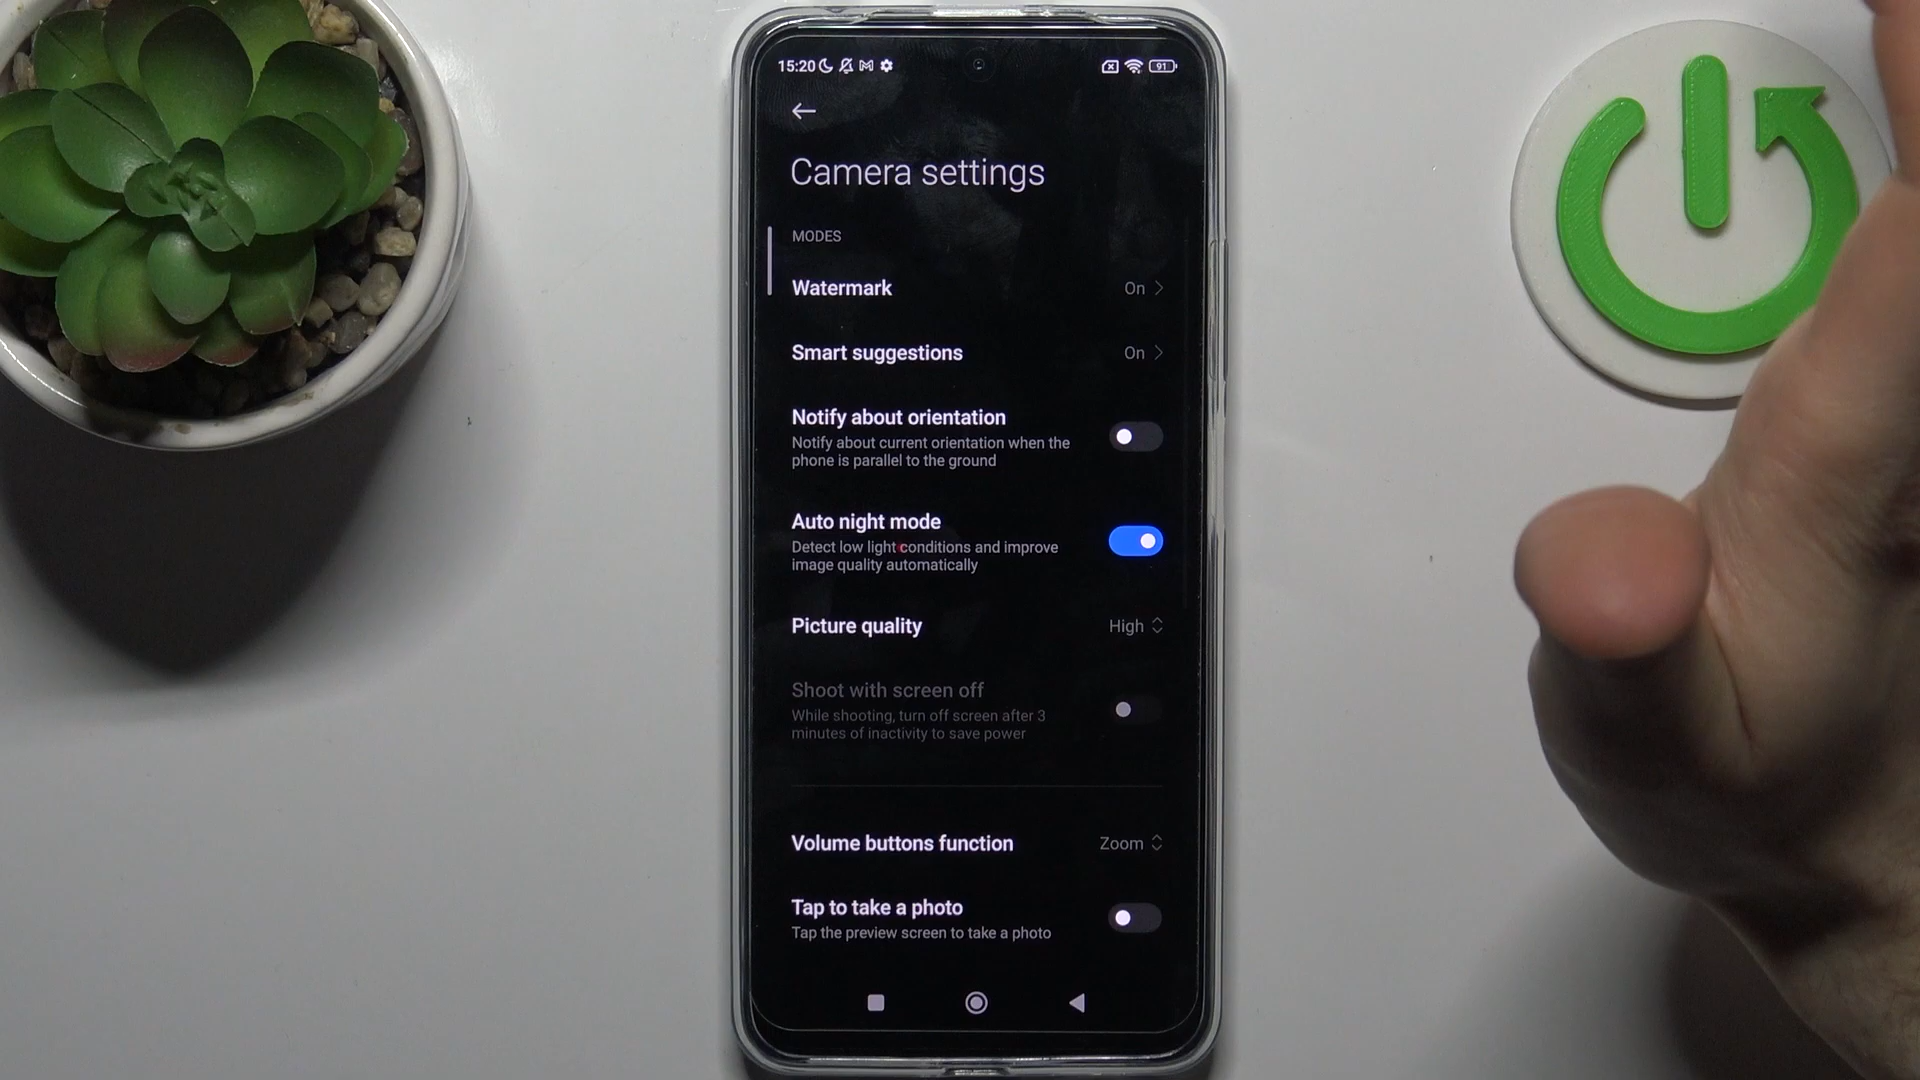 15:20 91
Camera settings
MODES
Watermark On
Smart suggestions On
Notify about orientation
Notify about current orientation when the
phone is parallel to the ground
Auto night mode
Detect low light conditions and improve
image quality automatically
Picture quality High
Shoot with screen off
While shooting, turn off screen after 3
minutes of inactivity to save power
Volume buttons function Zoom
Tap to take a photo
Tap the preview screen to take a photo